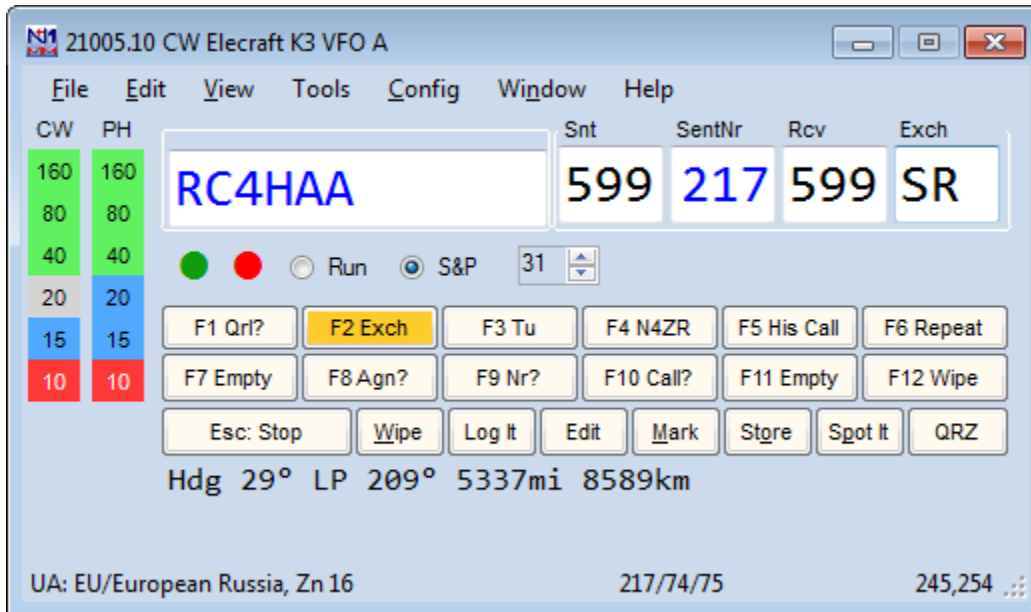 N1MM 21005.10 CW Elecraft K3 VFO A
File Edit View Tools Config Window Help
CW PH Snt SentNr Rcv Exch
160 160 RC4HAA 599 217 599 SR
80 80
40 40 Run S&P 31
20 20
15 15 F1 Qrl? F2 Exch F3 Tu F4 N4ZR F5 His Call F6 Repeat
10 10 F7 Empty F8 Agn? F9 Nr? F10 Call? F11 Empty F12 Wipe
Esc: Stop Wipe Log It Edit Mark Store Spot It QRZ
Hdg 29° LP 209° 5337mi 8589km
UA: EU/European Russia, Zn 16 217/74/75 245,254